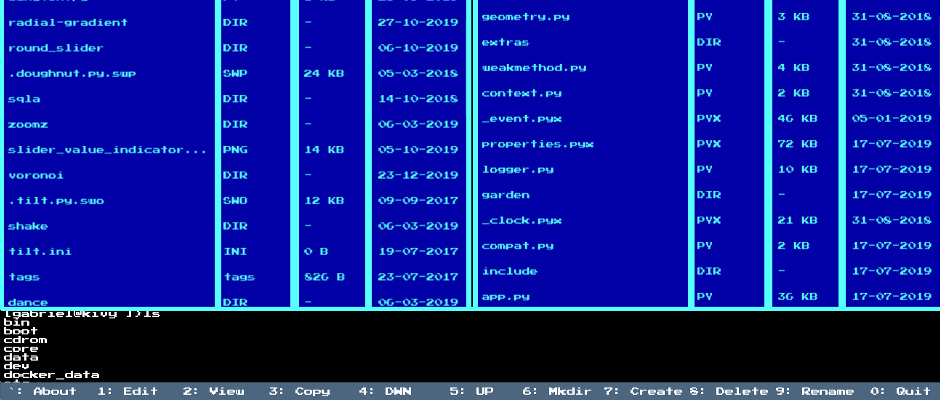 radial-gradient DIR - 27-10-2019
round_slider DIR - 06-10-2019
.doughnut.py.swp SWP 24 KB 05-03-2018
sqla DIR - 14-10-2018
zoomz DIR - 06-03-2019
slider_value_indicator... PNG 14 KB 05-10-2019
voronoi DIR - 23-12-2019
.tilt.py.swo SWO 12 KB 09-09-2017
shake DIR - 06-03-2019
tilt.ini INI 0 B 19-07-2017
tags tags 826 B 23-07-2017
dance DIR - 06-03-2019
geometry.py PY 3 KB 31-08-2018
extras DIR - 31-08-2018
weakmethod.py PY 4 KB 31-08-2018
context.py PY 2 KB 31-08-2018
_event.pyx PYX 46 KB 05-01-2019
properties.pyx PYX 72 KB 17-07-2019
logger.py PY 10 KB 17-07-2019
garden DIR - 17-07-2019
_clock.pyx PYX 21 KB 31-08-2018
compat.py PY 2 KB 17-07-2019
include DIR - 17-07-2019
app.py PY 36 KB 17-07-2019
[gabriel@kivy ])ls
bin
boot
cdrom
core
data
dev
docker_data
`: About 1: Edit 2: View 3: Copy 4: DWN 5: UP 6: Mkdir 7: Create 8: Delete 9: Rename 0: Quit